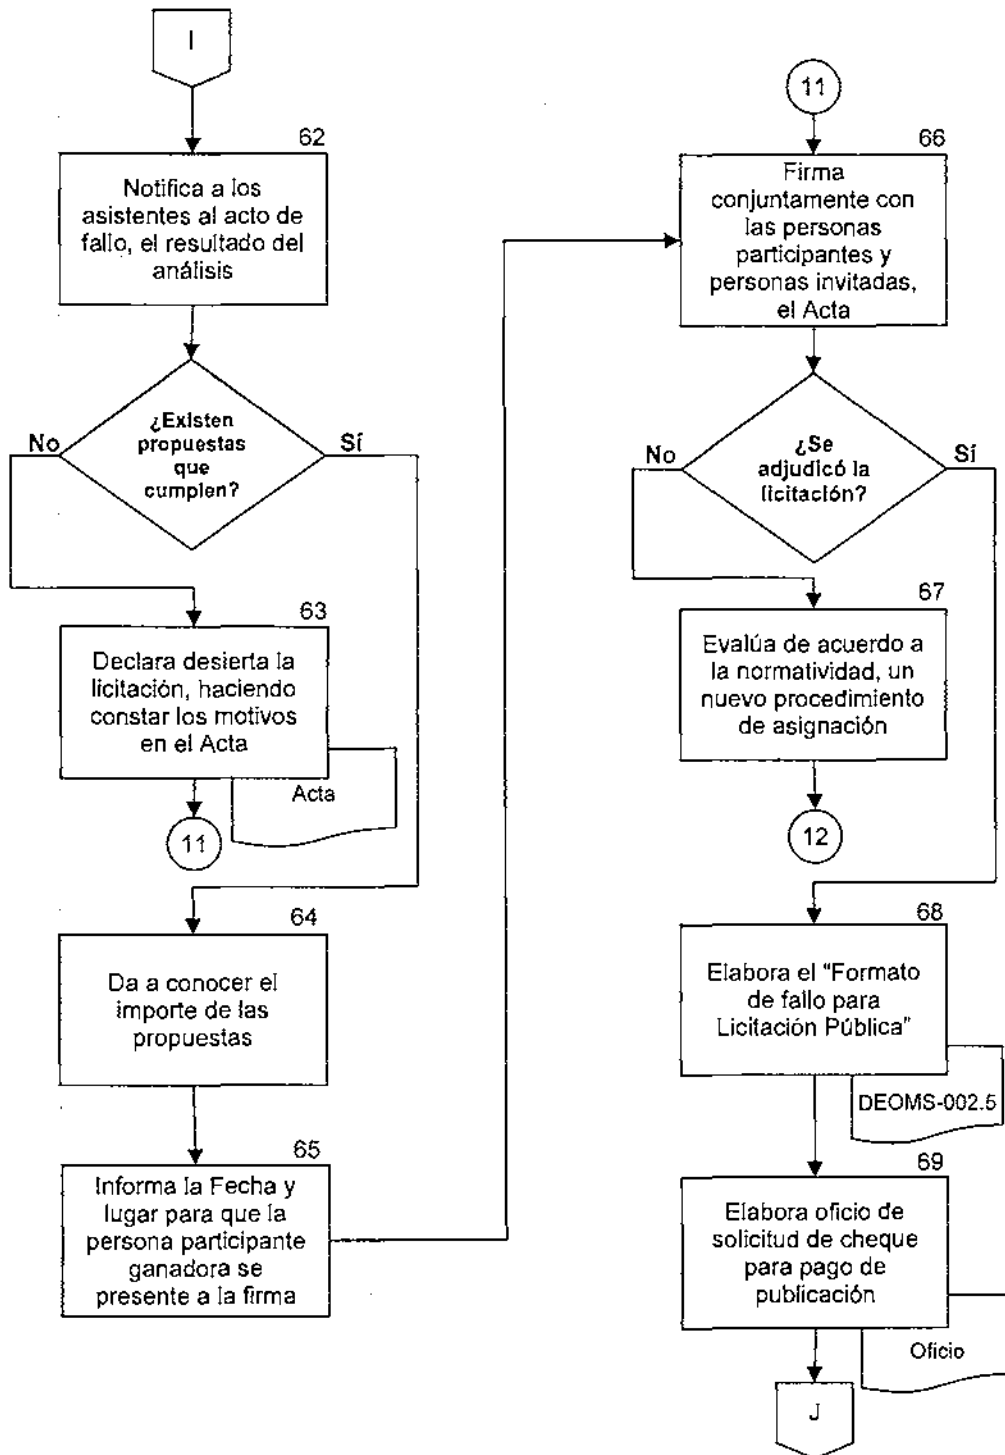 I
62
Notifica a los
asistentes al acto de
fallo, el resultado del
análisis
¿Existen
propuestas
que
cumplen?
No
Sí
63
Declara desierta la
licitación, haciendo
constar los motivos
en el Acta
Acta
11
64
Da a conocer el
importe de las
propuestas
65
Informa la Fecha y
lugar para que la
persona participante
ganadora se
presente a la firma
11
66
Firma
conjuntamente con
las personas
participantes y
personas invitadas,
el Acta
¿Se
adjudicó la
licitación?
No
Sí
67
Evalúa de acuerdo a
la normatividad, un
nuevo procedimiento
de asignación
12
68
Elabora el "Formato
de fallo para
Licitación Pública"
DEOMS-002.5
69
Elabora oficio de
solicitud de cheque
para pago de
publicación
Oficio
J